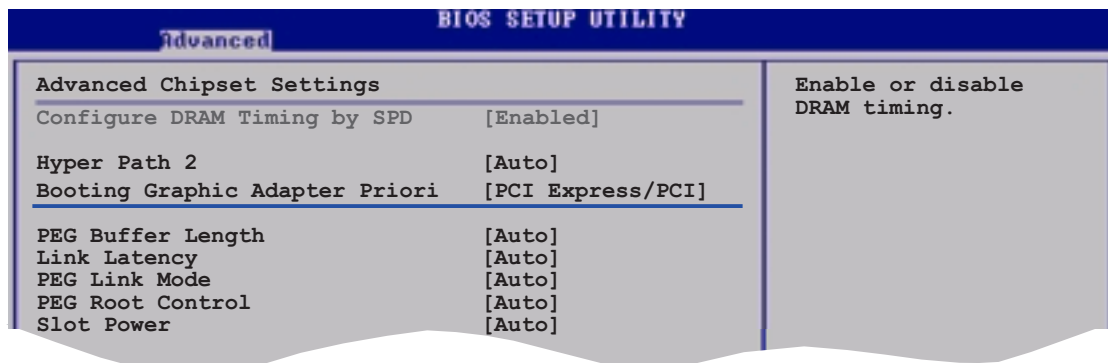 BIOS SETUP UTILITY
Advanced
Advanced Chipset Settings
Configure DRAM Timing by SPD [Enabled]
Hyper Path 2 [Auto]
Booting Graphic Adapter Priori [PCI Express/PCI]
PEG Buffer Length [Auto]
Link Latency [Auto]
PEG Link Mode [Auto]
PEG Root Control [Auto]
Slot Power [Auto]
Enable or disable
DRAM timing.